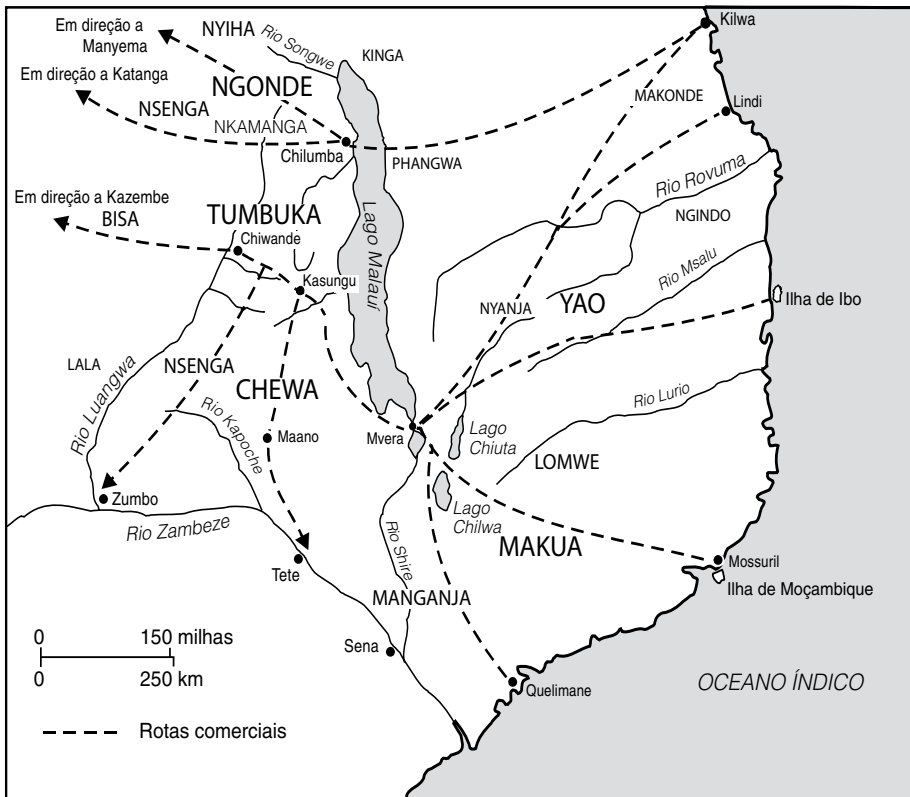 Em direção a
Manyema
NYIHA
Rio Songwe
KINGA
Kilwa
Em direção a Katanga
NGONDE
NSENGA
NKAMANGA
Chilumba
MAKONDE
Lindi
PHANGWA
Rio Rovuma
NGINDO
Em direção a Kazembe
BISA
TUMBUKA
Chiwande
Lago Malauí
Kasungu
Rio Msalu
NYANJA
YAO
Ilha de Ibo
LALA
NSENGA
Rio Luangwa
CHEWA
Rio Kapoche
Maano
Mvera
Lago
Chiuta
Rio Lurio
LOMWE
Zumbo
Rio Zambeze
Lago
Chilwa
Rio Shire
MAKUA
Mossuril
Ilha de Moçambique
Tete
MANGANJA
Sena
Quelimane
OCEANO ÍNDICO
0 150 milhas
0 250 km
Rotas comerciais